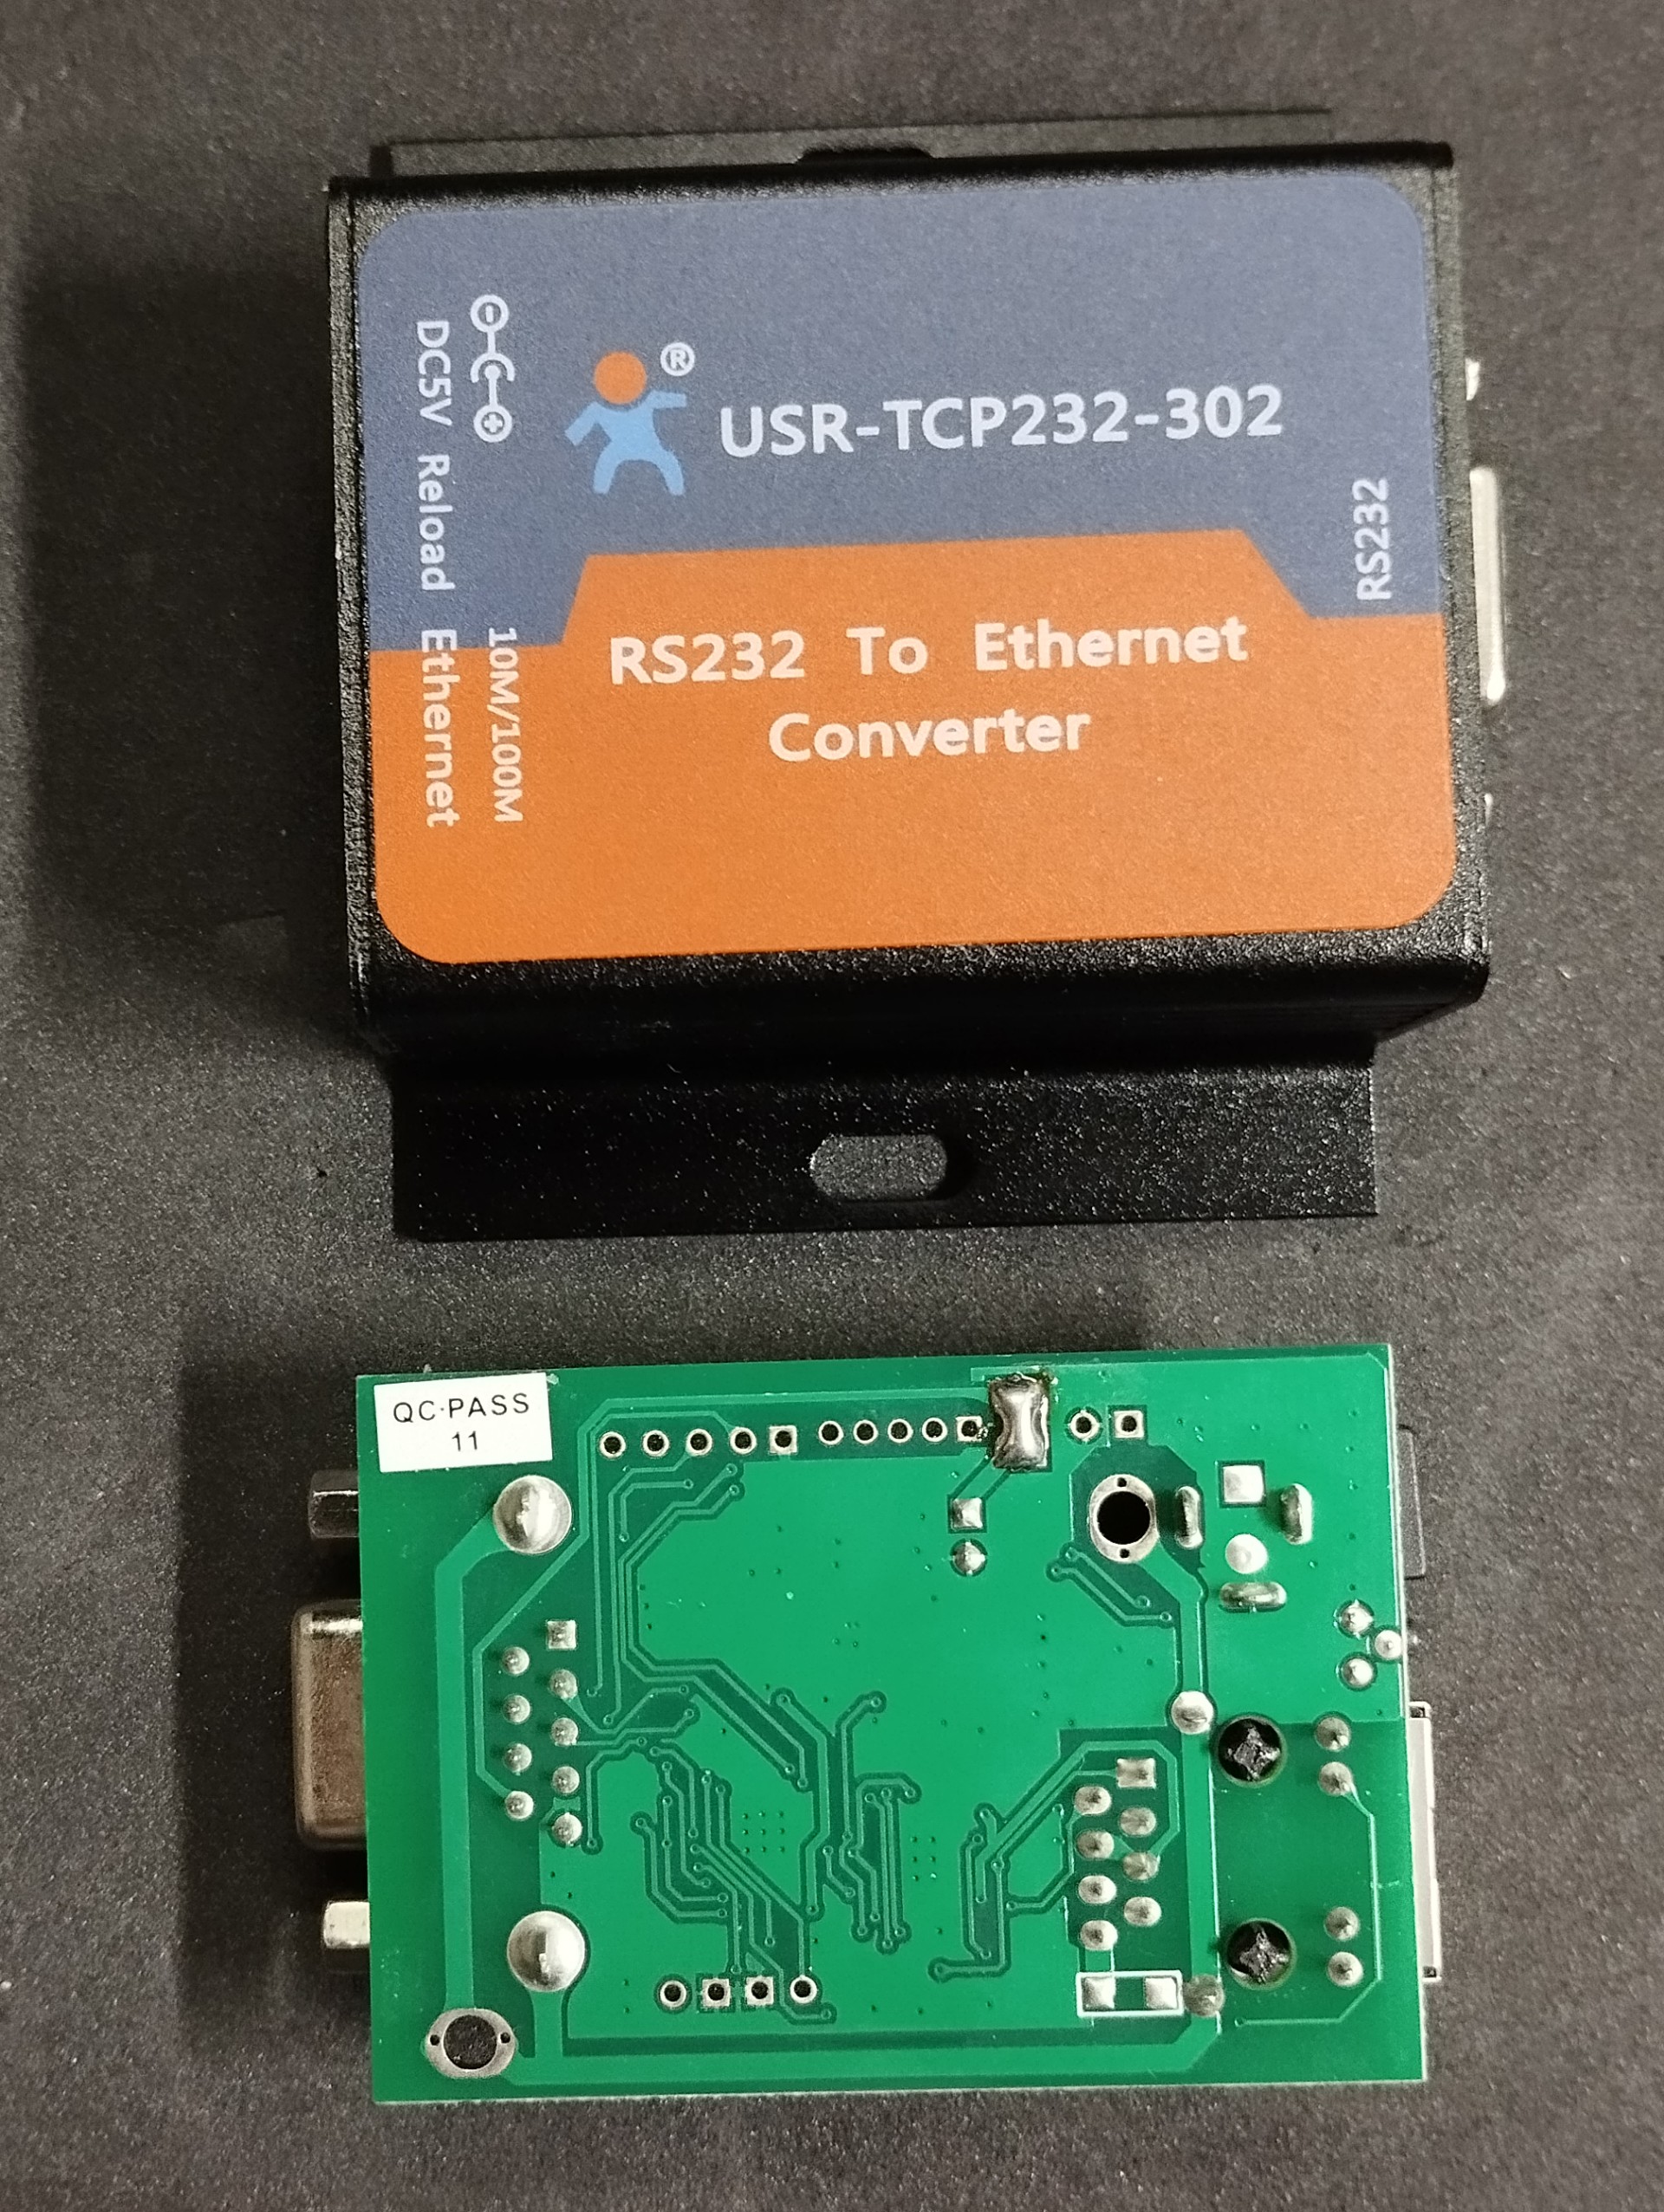 DC5V Reload Ethernet
10M/100M
®
USR-TCP232-302
RS232
RS232 To Ethernet
Converter
QC·PASS
11